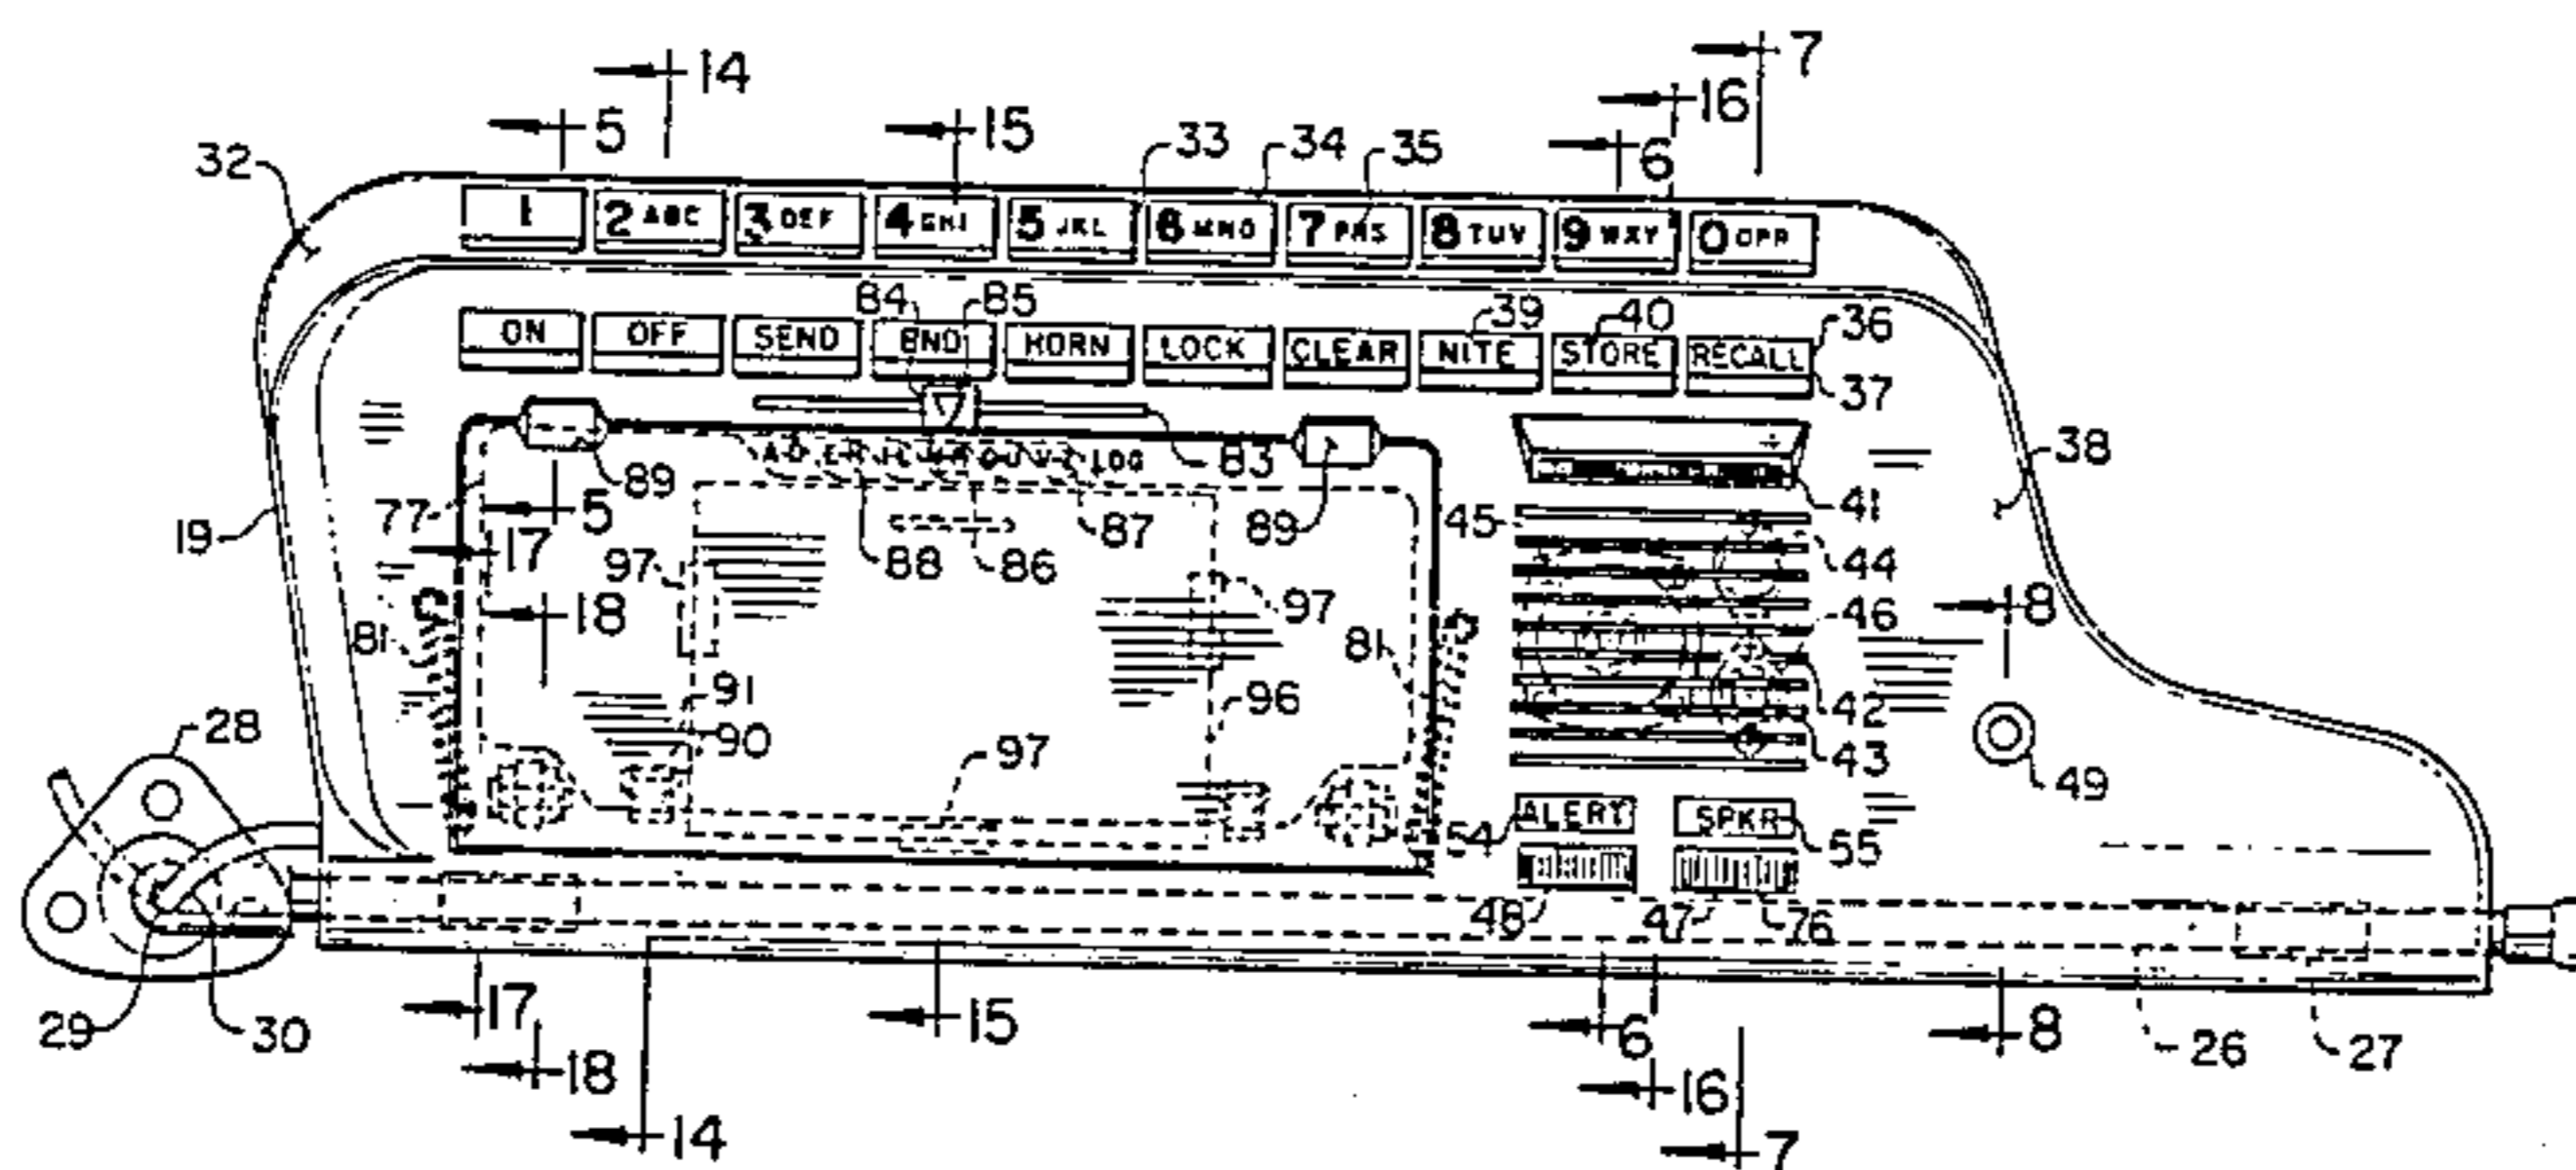 7
14
16
5
15
33 34 35
6
32
1 2 ABC 3 DEF 4 GHI 5 JKL 6 MNO 7 PRS 8 TUV 9 WXY 0 OPR
84 85 39 40 36
ON OFF SEND END HORN LOCK CLEAR NITE STORE RECALL
37
A-D LOG 83 38
89 41
77 5 87 89 45
19 17 88 86 44
97 97
18 46 8
81 81
91
28 90 96 42
97 43 49
54 ALERT SPKR 55
48 47 76
29 30 17 15 6 8 26 27
18 16
14 7